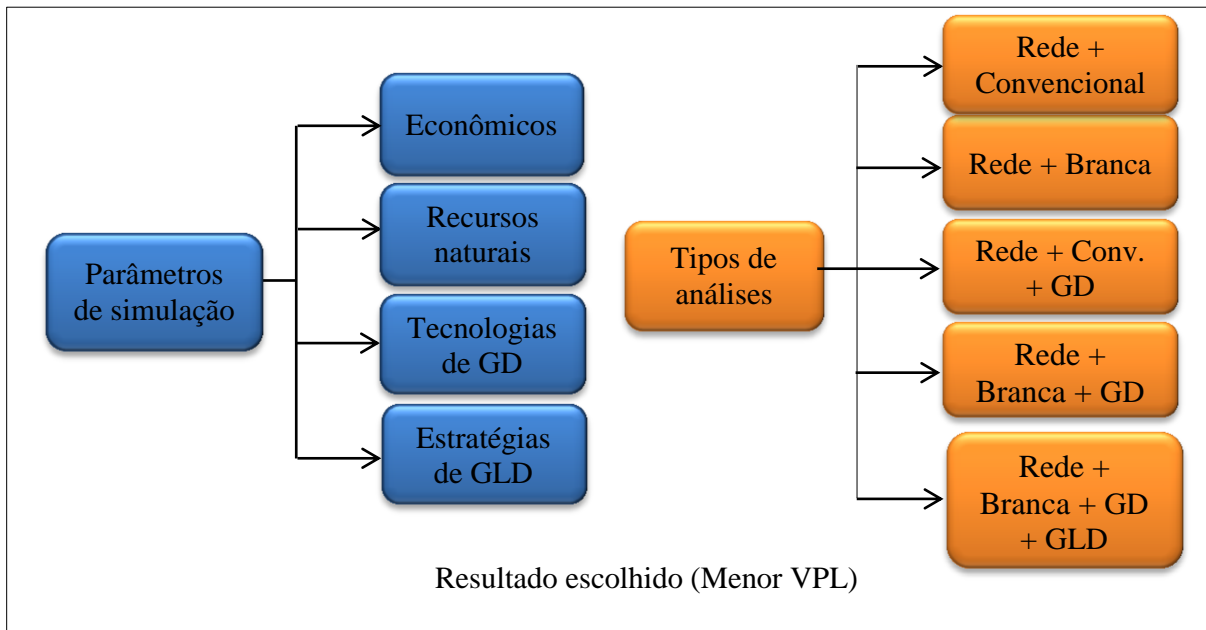 Parâmetros
de simulação
Econômicos
Recursos
naturais
Tecnologias
de GD
Estratégias
de GLD
Tipos de
análises
Rede +
Convencional
Rede + Branca
Rede + Conv.
+ GD
Rede +
Branca + GD
Rede +
Branca + GD
+ GLD
Resultado escolhido (Menor VPL)